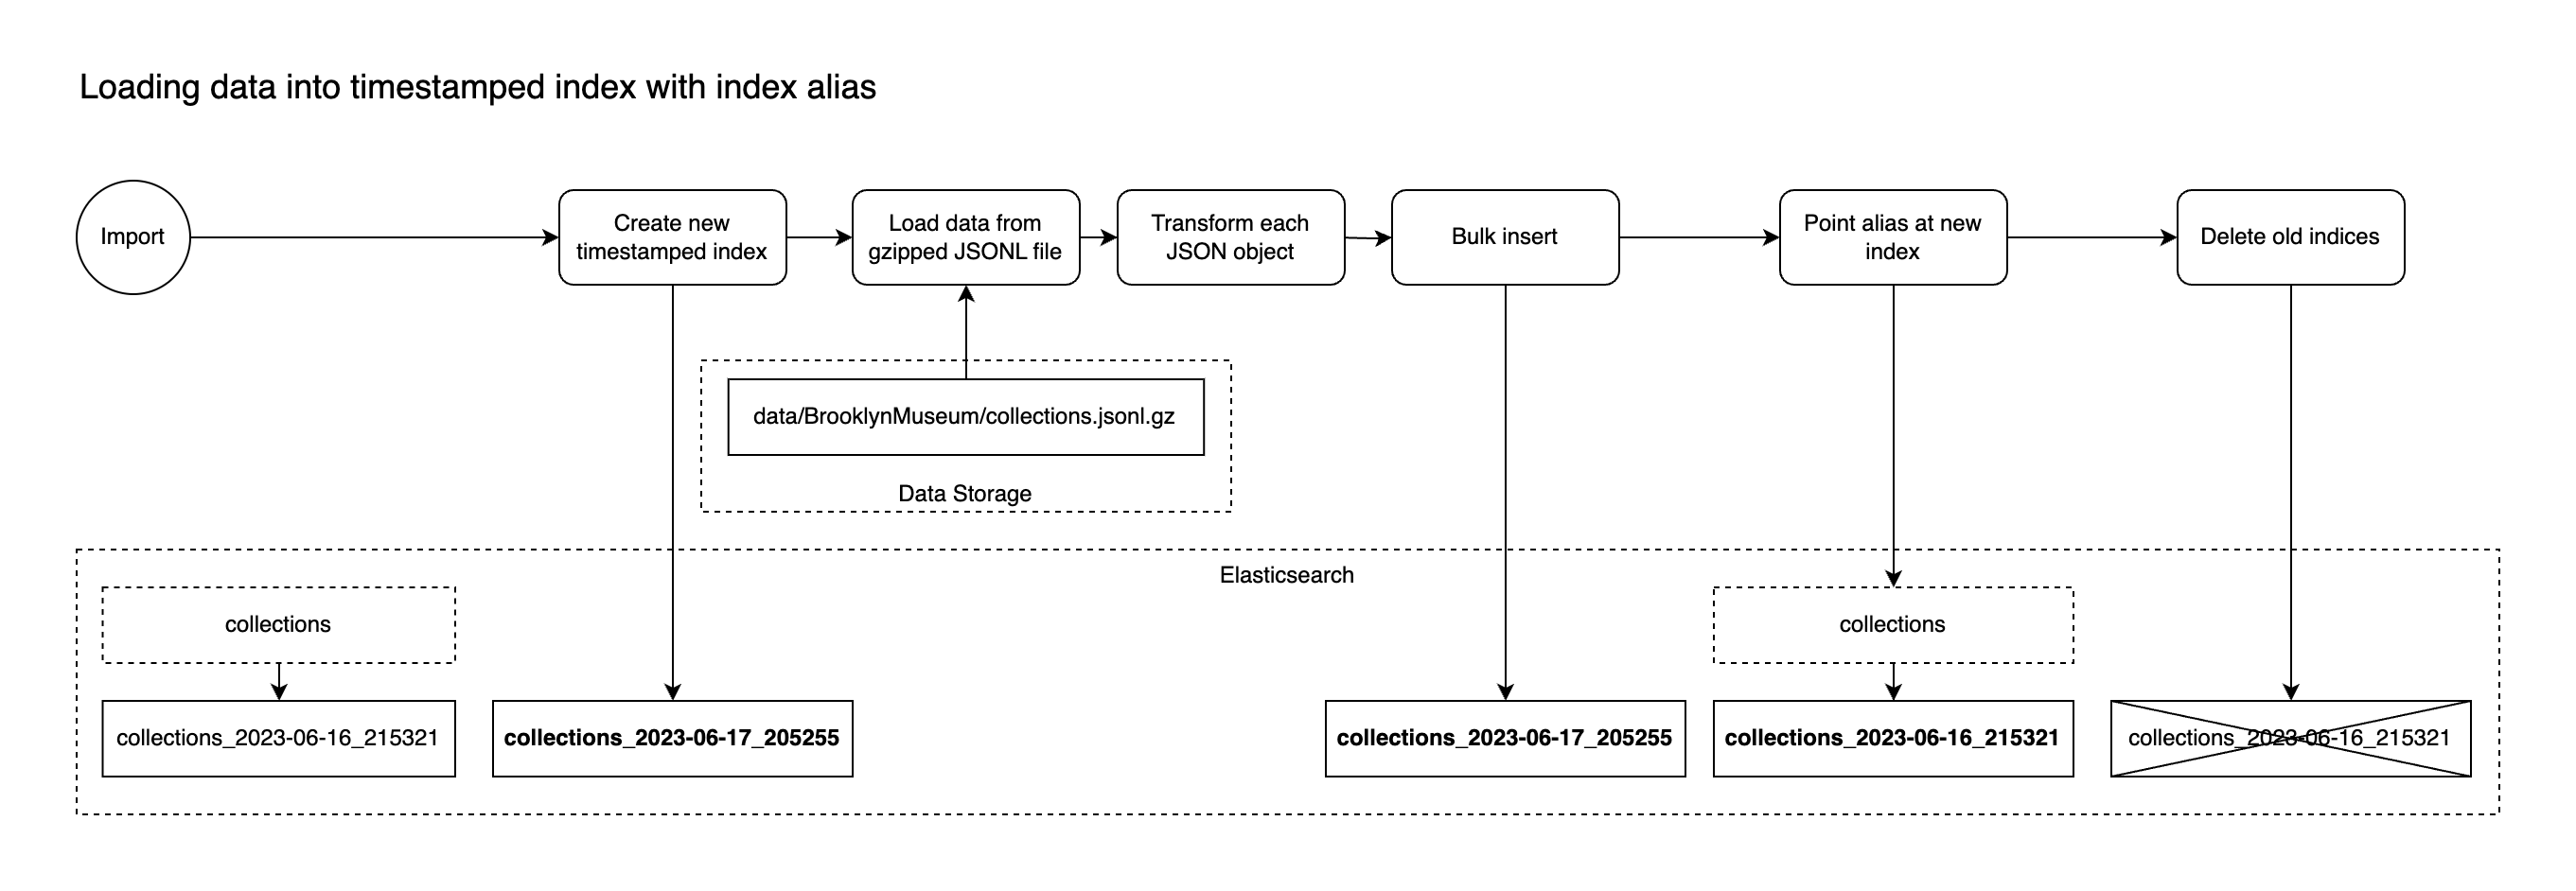 Loading data into timestamped index with index alias
Import
Create new
timestamped index
Load data from
gzipped JSONL file
Transform each
JSON object
Bulk insert
Point alias at new
index
Delete old indices
data/BrooklynMuseum/collections.jsonl.gz
Data Storage
Elasticsearch
collections
collections
collections_2023-06-16_215321
collections_2023-06-17_205255
collections_2023-06-17_205255
collections_2023-06-16_215321
collections_2023-06-16_215321